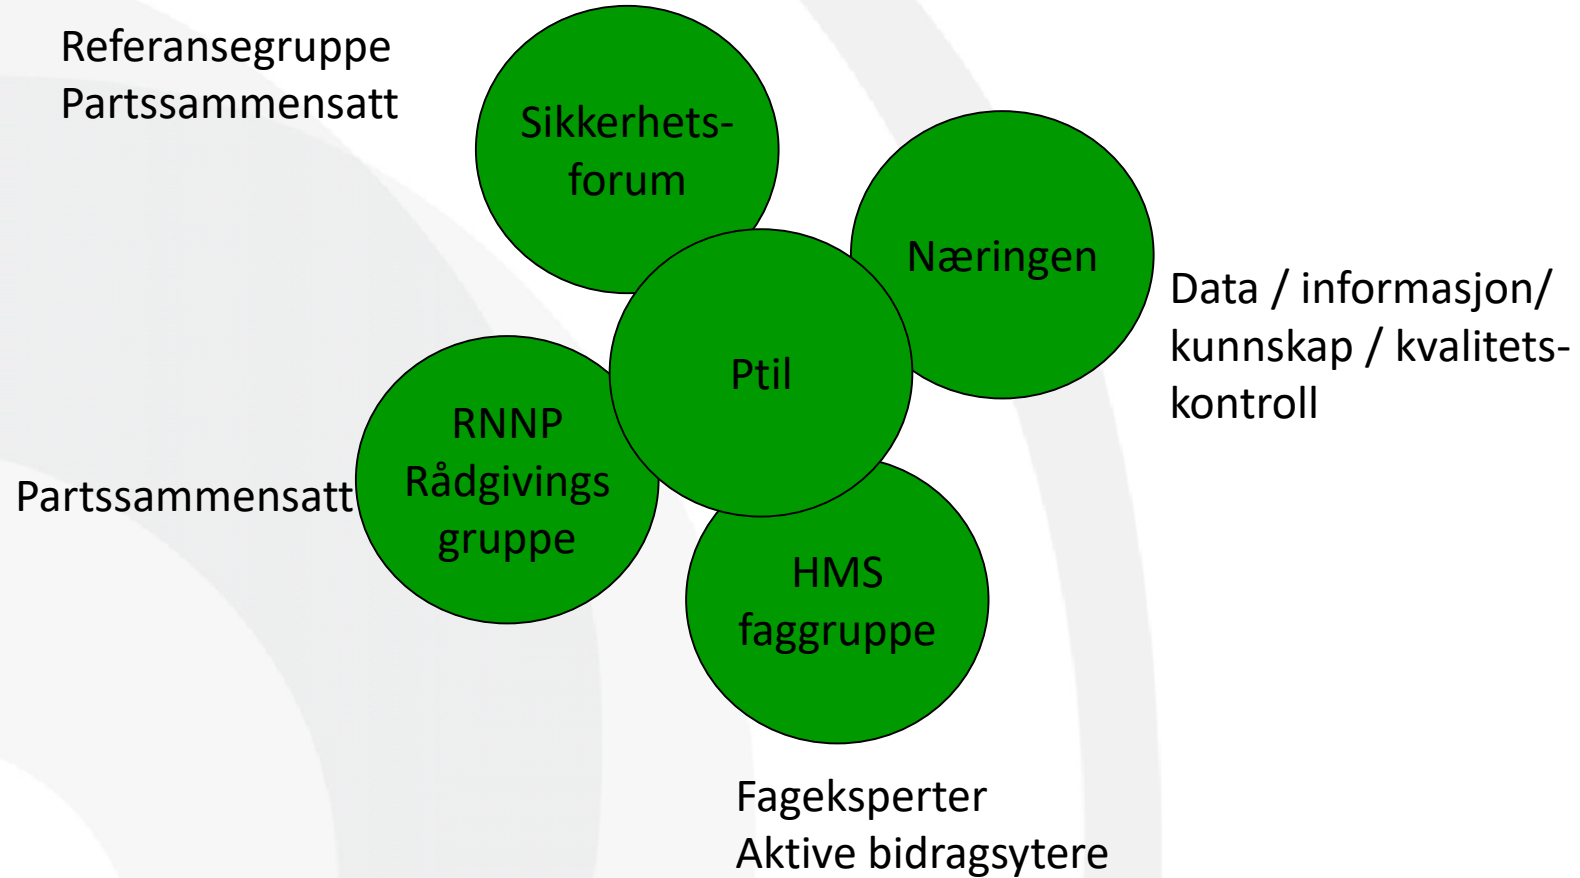 Referansegruppe
Partssammensatt
Sikkerhets-
forum
Næringen
Data / informasjon/
kunnskap / kvalitets-
kontroll
Ptil
RNNP
Rådgivings
gruppe
Partssammensatt
HMS
faggruppe
Fageksperter
Aktive bidragsytere